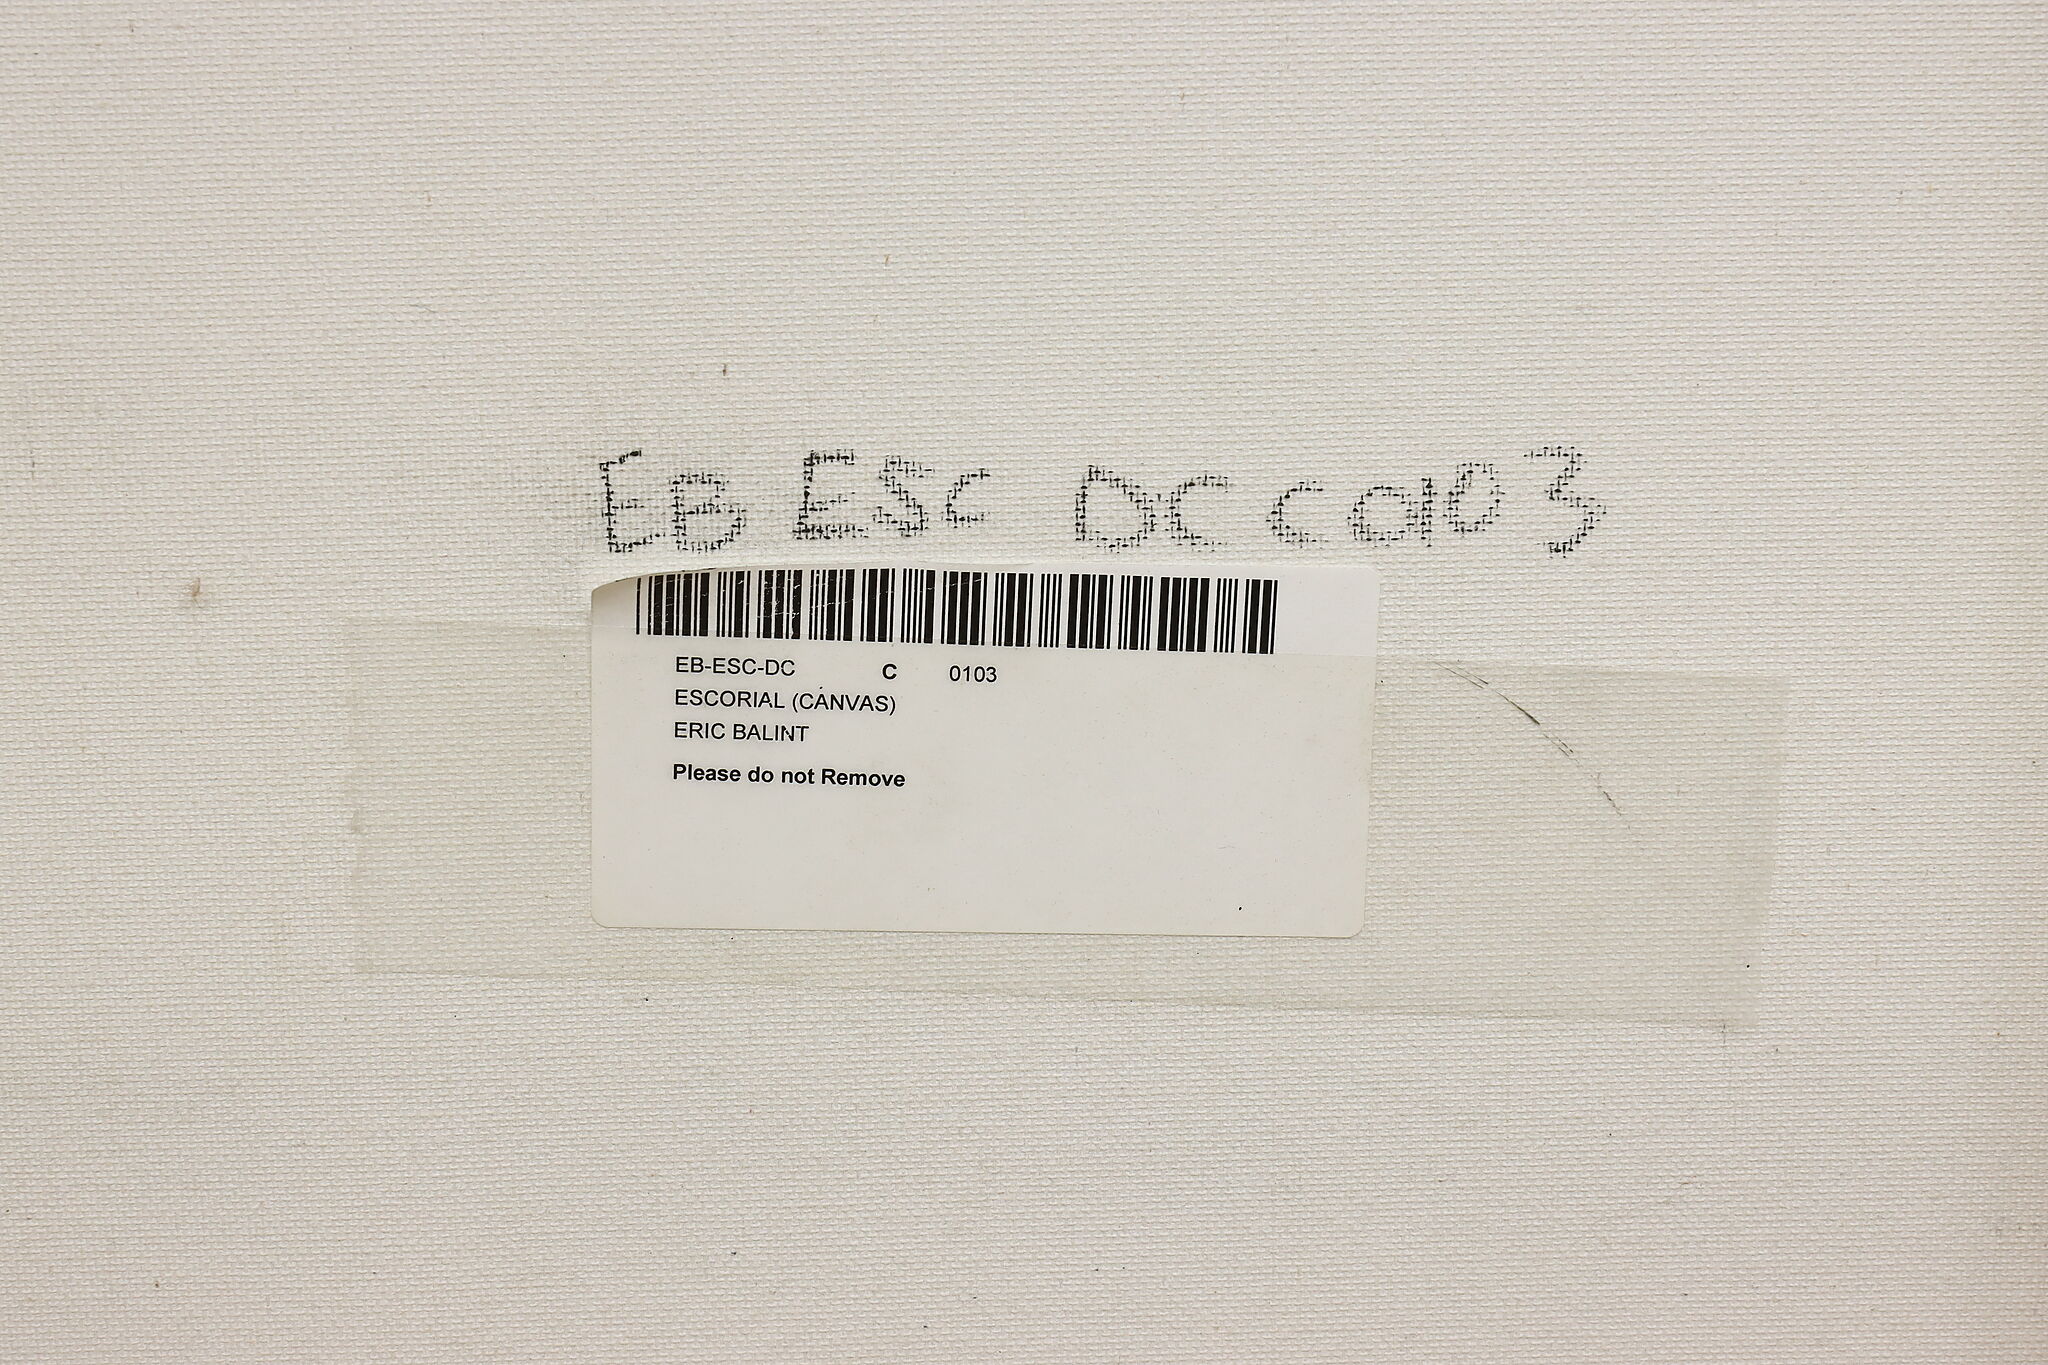 EB Esc DC C0103
EB-ESC-DC C 0103
ESCORIAL (CANVAS)
ERIC BALINT
Please do not Remove